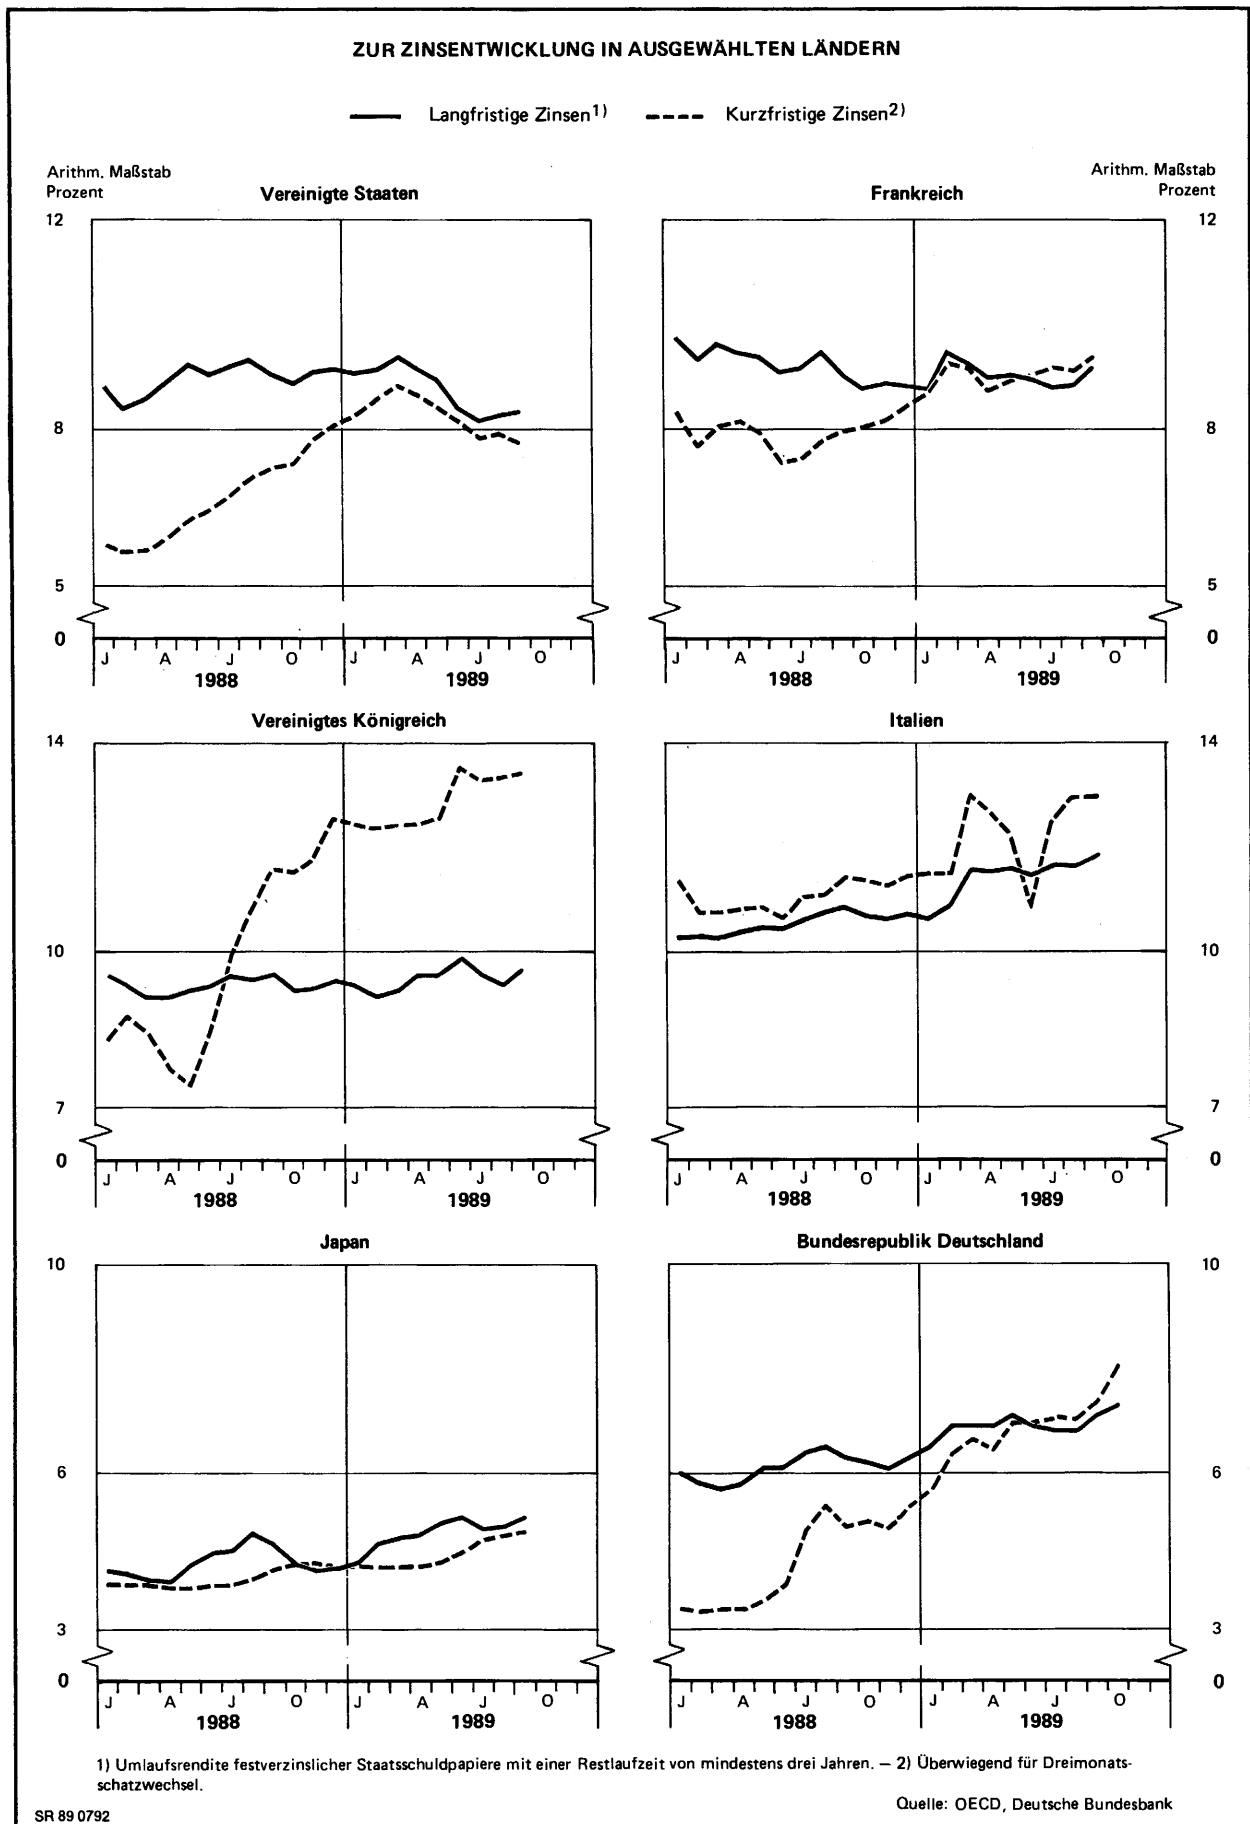 ZUR ZINSENTWICKLUNG IN AUSGEWÄHLTEN LÄNDERN
Langfristige Zinsen1) Kurzfristige Zinsen2)
Arithm. Maßstab
Prozent
Arithm. Maßstab
Prozent
Vereinigte Staaten
Frankreich
12
12
8
8
5
5
0
0
J A J O J A J O
1988 1989
J A J O J A J O
1988 1989
Vereinigtes Königreich
Italien
14
14
10
10
7
7
0
0
J A J O J A J O
1988 1989
J A J O J A J O
1988 1989
Japan
Bundesrepublik Deutschland
10
10
6
6
3
3
0
0
J A J O J A J O
1988 1989
J A J O J A J O
1988 1989
1) Umlaufsrendite festverzinslicher Staatsschuldpapiere mit einer Restlaufzeit von mindestens drei Jahren. — 2) Überwiegend für Dreimonats-
schatzwechsel.
Quelle: OECD, Deutsche Bundesbank
SR 89 0792